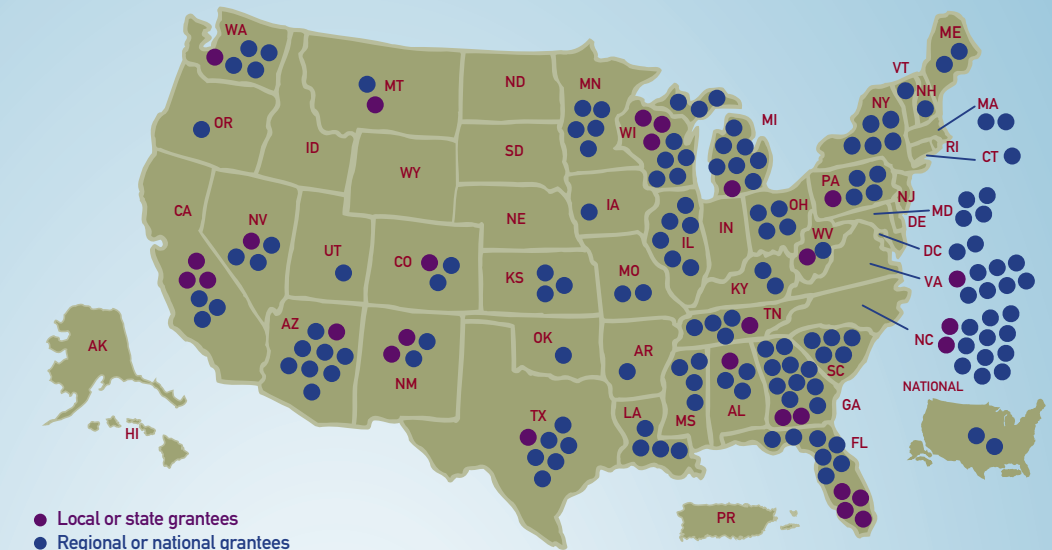 WA
ME
VT
NH
MT
ND
MN
NY
MA
OR
WI
MI
RI
ID
SD
CT
WY
PA
NJ
CA
NV
NE
IA
OH
MD
DE
IN
WV
UT
CO
IL
DC
KS
MO
KY
VA
AZ
TN
NC
OK
AR
SC
AK
NM
NATIONAL
GA
TX
LA
MS
AL
HI
FL
PR
Local or state grantees
Regional or national grantees